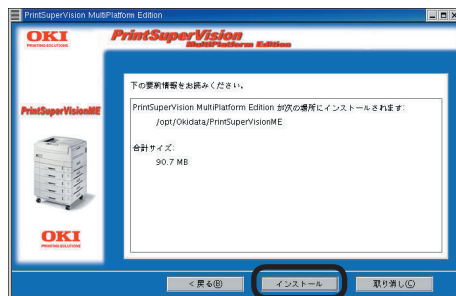 PrintSuperVision MultiPlatform Edition
OKI
PRINTING SOLUTIONS
PrintSuperVision
MultiPlatform Edition
下の要約情報をお読みください。
PrintSuperVisionME
PrintSuperVision MultiPlatform Edition が次の場所にインストールされます:
/opt/Okidata/PrintSuperVisionME
合計サイズ:
90.7 MB
OKI
PRINTING SOLUTIONS
< 戻る(B)
インストール
取り消し(C)